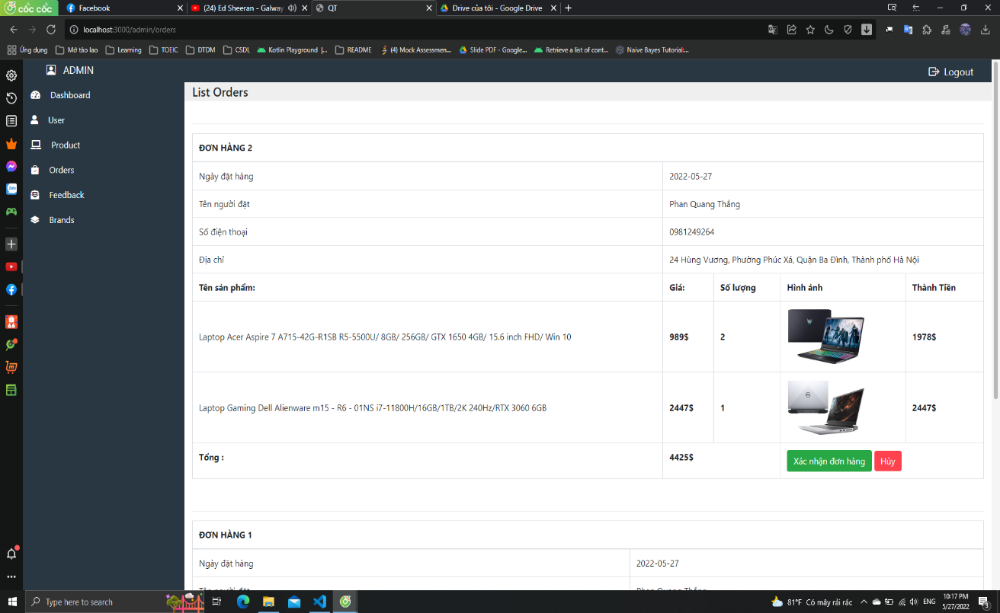 cốc cốc
Facebook
(24) Ed Sheeran - Galway
QT
Drive của tôi - Google Drive
localhost:3000/admin/orders
Ứng dụng
Mở tào lao
Learning
TOEIC
DTDM
CSDL
Kotlin Playground |...
README
(4) Mock Assessmen...
Slide PDF - Google...
Retrieve a list of cont...
Naive Bayes Tutorial:...
ADMIN
Logout
Dashboard
User
Product
Orders
Feedback
Brands
List Orders
ĐƠN HÀNG 2
Ngày đặt hàng 2022-05-27
Tên người đặt Phan Quang Thắng
Số điện thoại 0981249264
Địa chỉ 24 Hùng Vương, Phường Phúc Xá, Quận Ba Đình, Thành phố Hà Nội
Tên sản phẩm: Giá: Số lượng Hình ảnh Thành Tiền
Laptop Acer Aspire 7 A715-42G-R1SB R5-5500U/ 8GB/ 256GB/ GTX 1650 4GB/ 15.6 inch FHD/ Win 10 989$ 2 1978$
Laptop Gaming Dell Alienware m15 - R6 - 01NS i7-11800H/16GB/1TB/2K 240Hz/RTX 3060 6GB 2447$ 1 2447$
Tổng : 4425$ Xác nhận đơn hàng Hủy
ĐƠN HÀNG 1
Ngày đặt hàng 2022-05-27
Tên người đặt Phan Quang Thắng
Type here to search
81°F Có mây rải rác
ENG
10:17 PM
5/27/2022
3